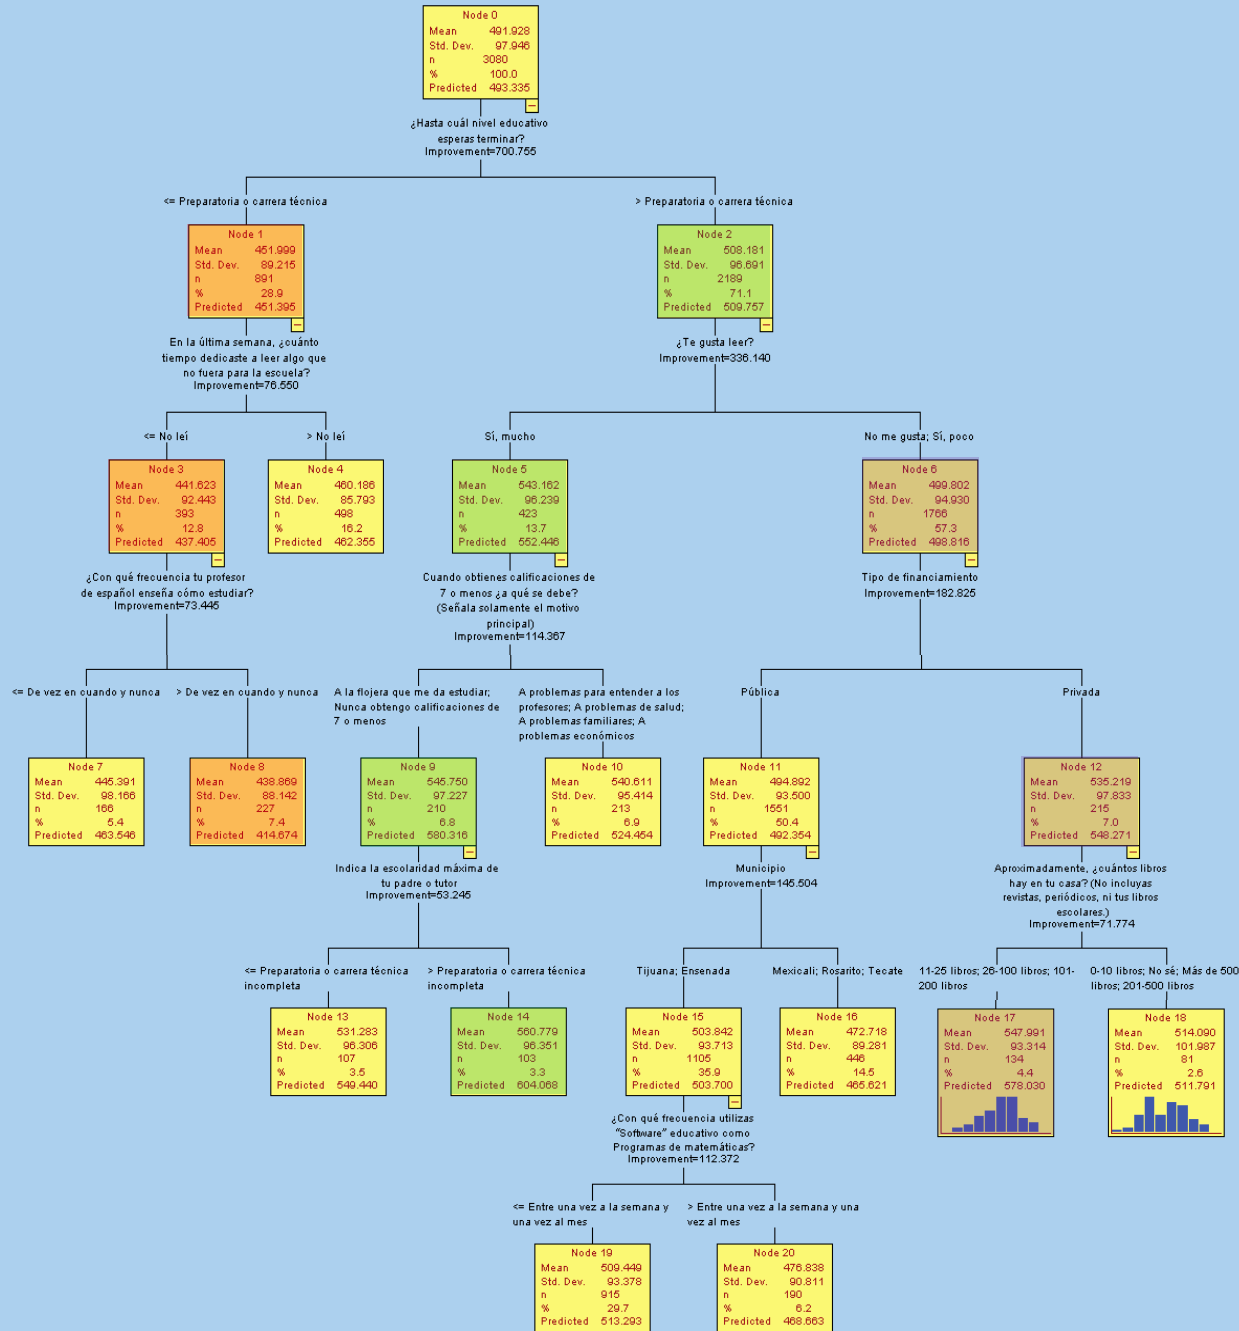 Node 0
Mean 491.928
Std. Dev. 97.946
n 3080
% 100.0
Predicted 493.335
¿Hasta cuál nivel educativo
esperas terminar?
Improvement=700.755
<= Preparatoria o carrera técnica
> Preparatoria o carrera técnica
Node 1
Mean 451.999
Std. Dev. 89.215
n 891
% 28.9
Predicted 451.395
Node 2
Mean 508.181
Std. Dev. 96.691
n 2189
% 71.1
Predicted 509.757
En la última semana, ¿cuánto
tiempo dedicaste a leer algo que
no fuera para la escuela?
Improvement=76.550
¿Te gusta leer?
Improvement=336.140
<= No leí
> No leí
Sí, mucho
No me gusta; Sí, poco
Node 3
Mean 441.623
Std. Dev. 92.443
n 393
% 12.8
Predicted 437.405
Node 4
Mean 460.186
Std. Dev. 85.793
n 498
% 16.2
Predicted 462.355
Node 5
Mean 543.162
Std. Dev. 96.239
n 423
% 13.7
Predicted 552.446
Node 6
Mean 499.802
Std. Dev. 94.930
n 1766
% 57.3
Predicted 498.816
¿Con qué frecuencia tu profesor
de español enseña cómo estudiar?
Improvement=73.445
Cuando obtienes calificaciones de
7 o menos ¿a qué se debe?
(Señala solamente el motivo
principal)
Improvement=114.367
Tipo de financiamiento
Improvement=182.825
<= De vez en cuando y nunca
> De vez en cuando y nunca
A la flojera que me da estudiar;
Nunca obtengo calificaciones de
7 o menos
A problemas para entender a los
profesores; A problemas de salud;
A problemas familiares; A
problemas económicos
Pública
Privada
Node 7
Mean 445.391
Std. Dev. 98.166
n 166
% 5.4
Predicted 463.546
Node 8
Mean 438.869
Std. Dev. 88.142
n 227
% 7.4
Predicted 414.674
Node 9
Mean 545.750
Std. Dev. 97.227
n 210
% 6.8
Predicted 580.316
Node 10
Mean 540.611
Std. Dev. 95.414
n 213
% 6.9
Predicted 524.454
Node 11
Mean 494.892
Std. Dev. 93.500
n 1551
% 50.4
Predicted 492.354
Node 12
Mean 535.219
Std. Dev. 97.833
n 215
% 7.0
Predicted 548.271
Indica la escolaridad máxima de
tu padre o tutor
Improvement=53.245
Municipio
Improvement=145.504
Aproximadamente, ¿cuántos libros
hay en tu casa? (No incluyas
revistas, periódicos, ni tus libros
escolares.)
Improvement=71.774
<= Preparatoria o carrera técnica
incompleta
> Preparatoria o carrera técnica
incompleta
Tijuana; Ensenada
Mexicali; Rosarito; Tecate
11-25 libros; 26-100 libros; 101-
200 libros
0-10 libros; No sé; Más de 500
libros; 201-500 libros
Node 13
Mean 531.283
Std. Dev. 96.306
n 107
% 3.5
Predicted 549.440
Node 14
Mean 560.779
Std. Dev. 96.351
n 103
% 3.3
Predicted 604.068
Node 15
Mean 503.842
Std. Dev. 93.713
n 1105
% 35.9
Predicted 503.700
Node 16
Mean 472.718
Std. Dev. 89.281
n 446
% 14.5
Predicted 465.621
Node 17
Mean 547.991
Std. Dev. 93.314
n 134
% 4.4
Predicted 578.030
Node 18
Mean 514.090
Std. Dev. 101.987
n 81
% 2.6
Predicted 511.791
¿Con qué frecuencia utilizas
"Software" educativo como
Programas de matemáticas?
Improvement=112.372
<= Entre una vez a la semana y
una vez al mes
> Entre una vez a la semana y una
vez al mes
Node 19
Mean 509.449
Std. Dev. 93.378
n 915
% 29.7
Predicted 513.293
Node 20
Mean 476.838
Std. Dev. 90.811
n 190
% 6.2
Predicted 468.663